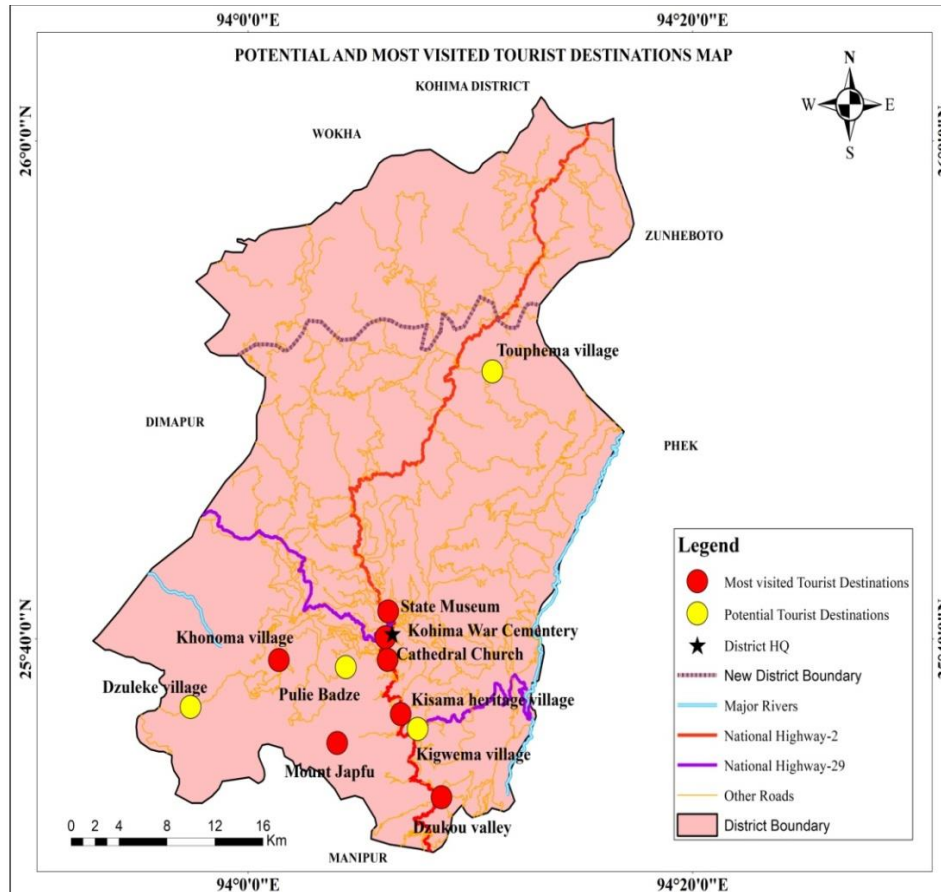 94°0'0"E
94°20'0"E
POTENTIAL AND MOST VISITED TOURIST DESTINATIONS MAP
KOHIMA DISTRICT
N
W
E
S
26°0'0"N
WOKHA
ZUNHEBOTO
Touphema village
DIMAPUR
PHEK
Legend
Most visited Tourist Destinations
Potential Tourist Destinations
District HQ
New District Boundary
Major Rivers
National Highway-2
National Highway-29
Other Roads
District Boundary
State Museum
Kohima War Cementery
Khonoma village
Cathedral Church
25°40'0"N
Dzuleke village
Pulie Badze
Kisama heritage village
Kigwema village
Mount Japfu
Dzukou valley
0 2 4 8 12 16
Km
MANIPUR
94°0'0"E
94°20'0"E